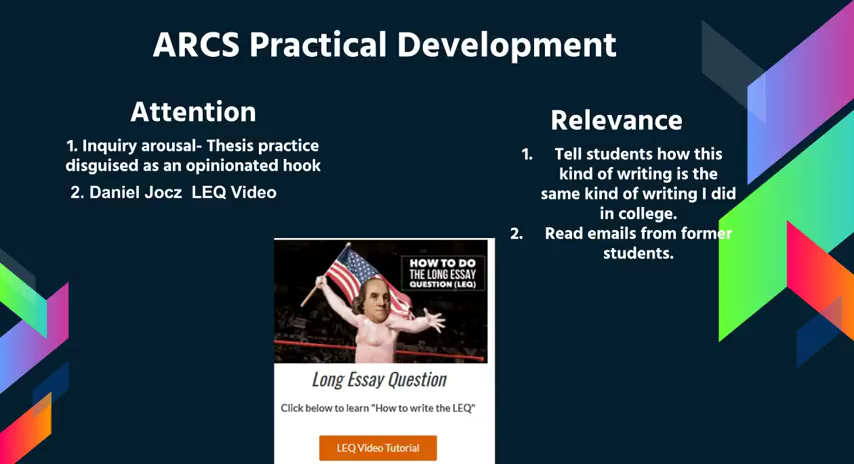 ARCS Practical Development
Attention
1. Inquiry arousal- Thesis practice
disguised as an opinionated hook
2. Daniel Jocz LEQ Video
Relevance
1. Tell students how this
kind of writing is the
same kind of writing I did
in college.
2. Read emails from former
students.
HOW TO DO
THE LONG ESSAY
QUESTION (LEQ)
Long Essay Question
Click below to learn "How to write the LEQ"
LEQ Video Tutorial